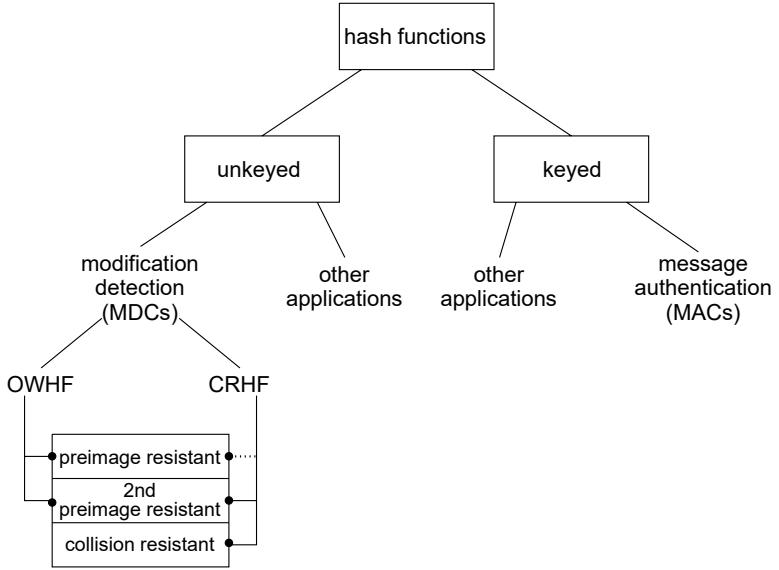 hash functions
unkeyed
keyed
modification
detection
(MDCs)
other
applications
other
applications
message
authentication
(MACs)
OWHF
CRHF
preimage resistant
2nd
preimage resistant
collision resistant